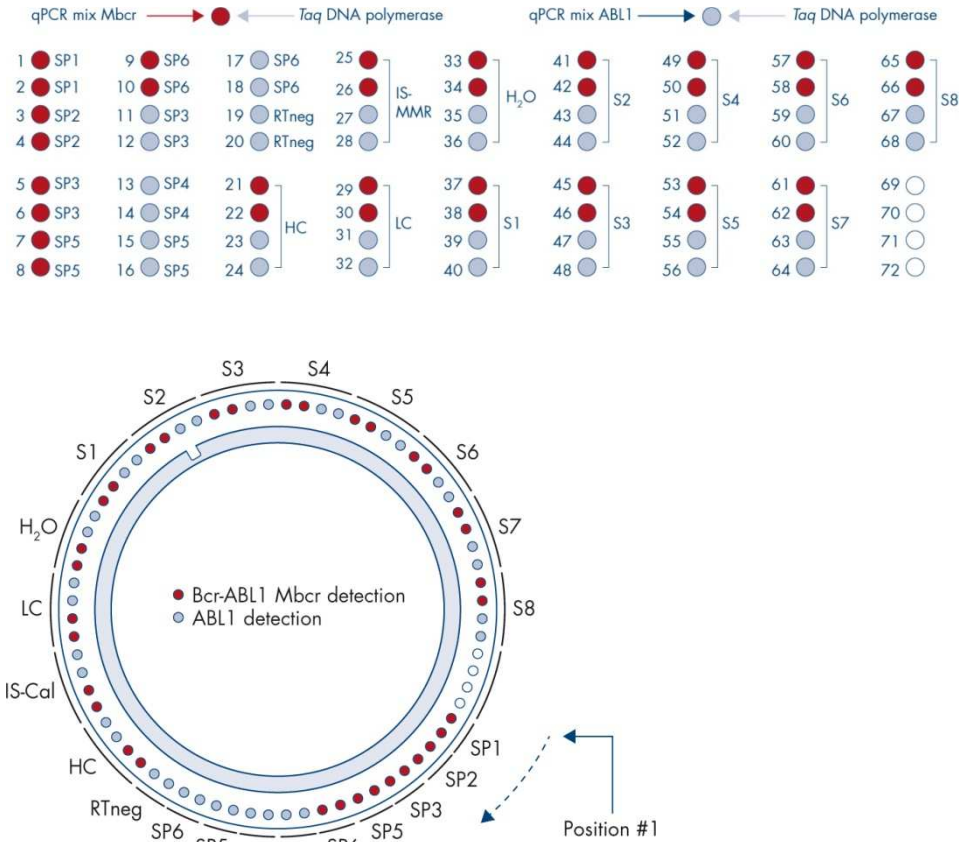 qPCR mix Mbcr Taq DNA polymerase qPCR mix ABL1 Taq DNA polymerase
1 SP1 9 SP6 17 SP6 25 33 41 49 57 65
2 SP1 10 SP6 18 SP6 26 34 42 50 58 66
IS-MMR H2O S2 S4 S6 S8
3 SP2 11 SP3 19 RTneg 27 35 43 51 59 67
4 SP2 12 SP3 20 RTneg 28 36 44 52 60 68
5 SP3 13 SP4 21 29 37 45 53 61 69
6 SP3 14 SP4 22 30 38 46 54 62 70
HC LC S1 S3 S5 S7
7 SP5 15 SP5 23 31 39 47 55 63 71
8 SP5 16 SP5 24 32 40 48 56 64 72
S3 S4
S2 S5
S1 S6
H2O S7
Bcr-ABL1 Mbcr detection
LC S8
ABL1 detection
IS-Cal
SP1
HC SP2
RTneg SP3
SP6 SP5 Position #1
SP5 SP6